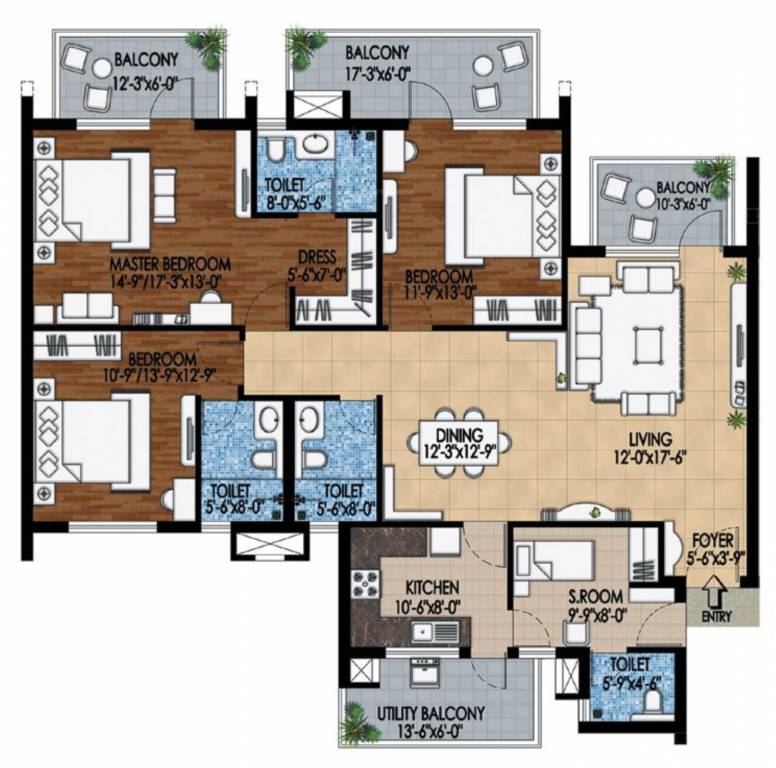 BALCONY
12'-3"x6'-0"
BALCONY
17'-3"x6'-0"
TOILET
8'-0"x5'-6"
BALCONY
10'-3"x6'-0"
MASTER BEDROOM
14'-9"/17'-3"x13'-0"
DRESS
5'-6"x7'-0"
BEDROOM
11'-9"x13'-0"
BEDROOM
10'-9"/13'-9"x12'-9"
DINING
12'-3"x12'-9"
LIVING
12'-0"x17'-6"
TOILET
5'-6"x8'-0"
TOILET
5'-6"x8'-0"
FOYER
5'-6"x3'-9"
KITCHEN
10'-6"x8'-0"
S.ROOM
9'-9"x8'-0"
ENTRY
TOILET
5'-9"x4'-6"
UTILITY BALCONY
13'-6"x6'-0"